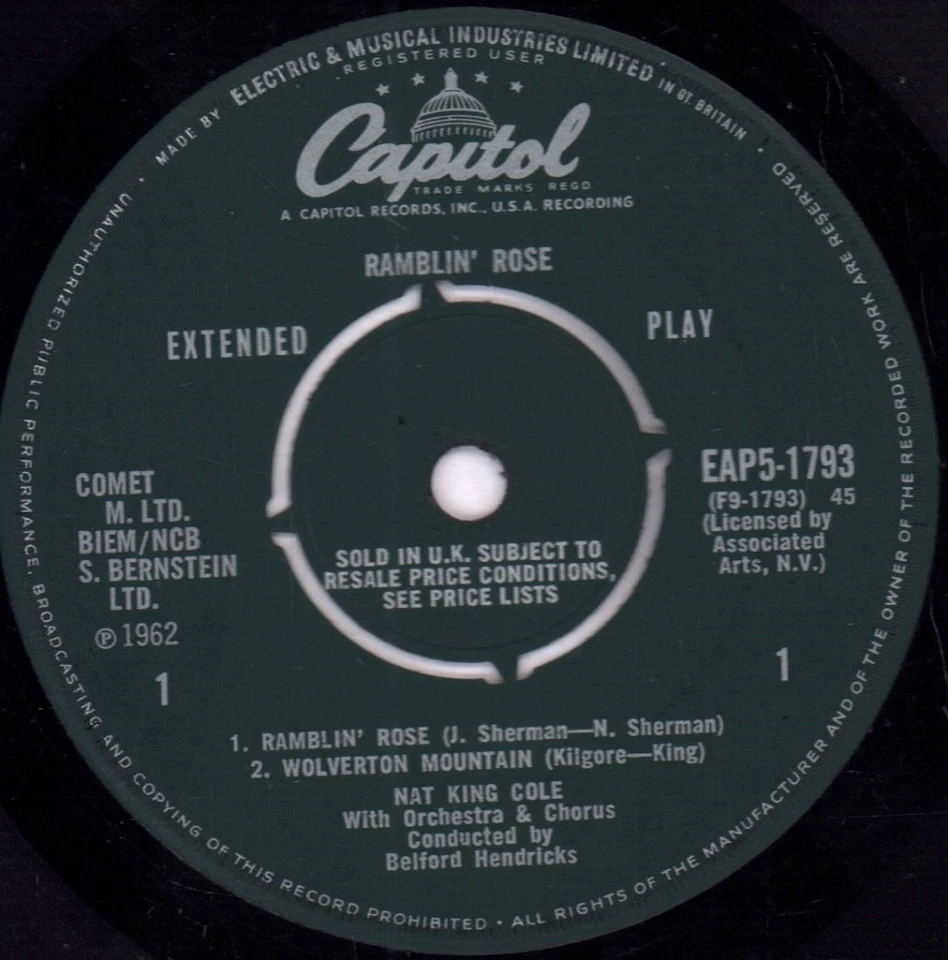 MADE BY ELECTRIC & MUSICAL INDUSTRIES LIMITED IN GT. BRITAIN
REGISTERED USER
Capitol
TRADE MARKS REGD.
A CAPITOL RECORDS, INC., U.S.A. RECORDING
RAMBLIN' ROSE
EXTENDED PLAY
COMET
M. LTD.
BIEM/NCB
S. BERNSTEIN
LTD.
℗ 1962
1
SOLD IN U.K. SUBJECT TO
RESALE PRICE CONDITIONS,
SEE PRICE LISTS
EAP5-1793
(F9-1793) 45
(Licensed by
Associated
Arts, N.V.)
1
1. RAMBLIN' ROSE (J. Sherman—N. Sherman)
2. WOLVERTON MOUNTAIN (Kilgore—King)
NAT KING COLE
With Orchestra & Chorus
Conducted by
Belford Hendricks
· UNAUTHORIZED PUBLIC PERFORMANCE, BROADCASTING AND COPYING OF THIS RECORD PROHIBITED · ALL RIGHTS OF THE MANUFACTURER AND OF THE OWNER OF THE RECORDED WORK ARE RESERVED ·